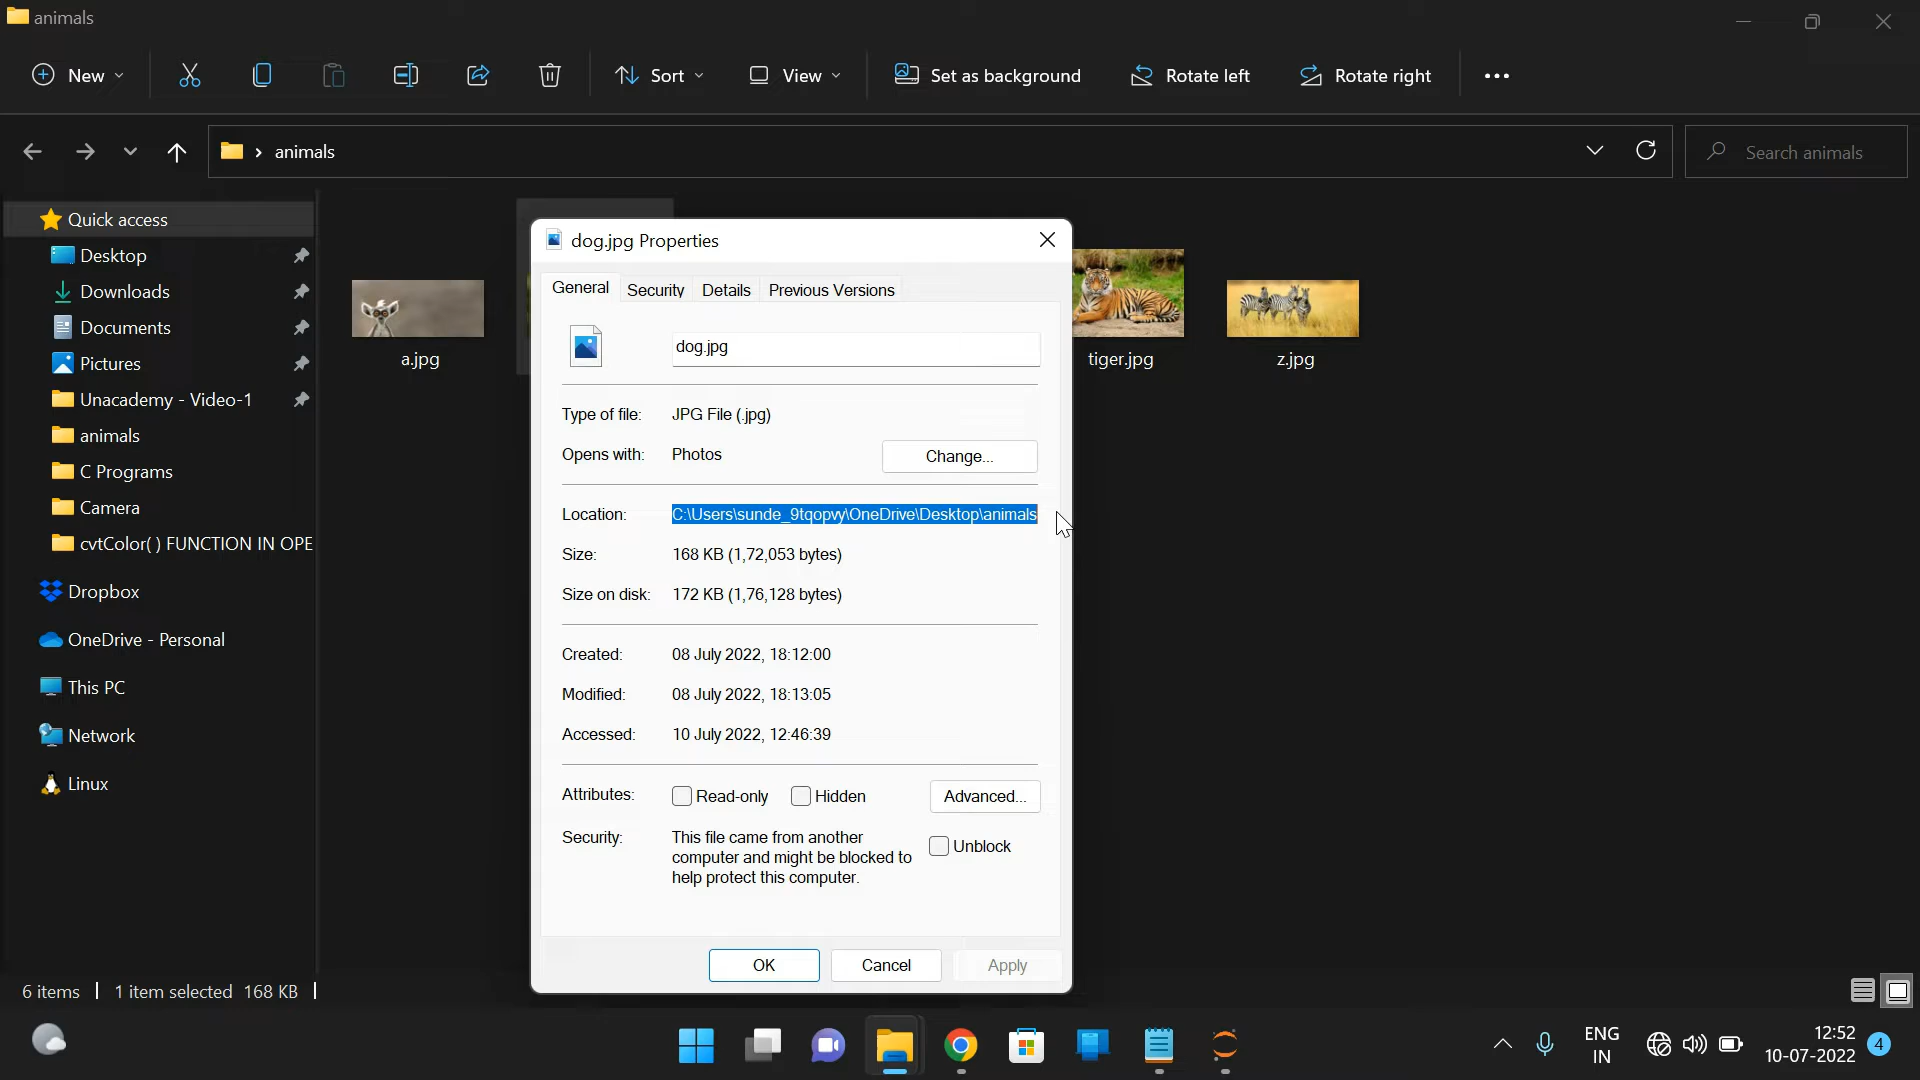 animals
New
Sort
View
Set as background
Rotate left
Rotate right
animals
Search animals
Quick access
Desktop
Downloads
Documents
Pictures
Unacademy - Video-1
animals
C Programs
Camera
cvtColor( ) FUNCTION IN OPE
Dropbox
OneDrive - Personal
This PC
Network
Linux
a.jpg
tiger.jpg
z.jpg
dog.jpg Properties
General
Security
Details
Previous Versions
dog.jpg
Type of file: JPG File (.jpg)
Opens with: Photos
Change...
Location: C:\Users\sunde_9tqopvy\OneDrive\Desktop\animals
Size: 168 KB (1,72,053 bytes)
Size on disk: 172 KB (1,76,128 bytes)
Created: 08 July 2022, 18:12:00
Modified: 08 July 2022, 18:13:05
Accessed: 10 July 2022, 12:46:39
Attributes: Read-only Hidden
Advanced...
Security: This file came from another
computer and might be blocked to
help protect this computer.
Unblock
OK
Cancel
Apply
6 items
1 item selected 168 KB
ENG
IN
12:52
10-07-2022
4